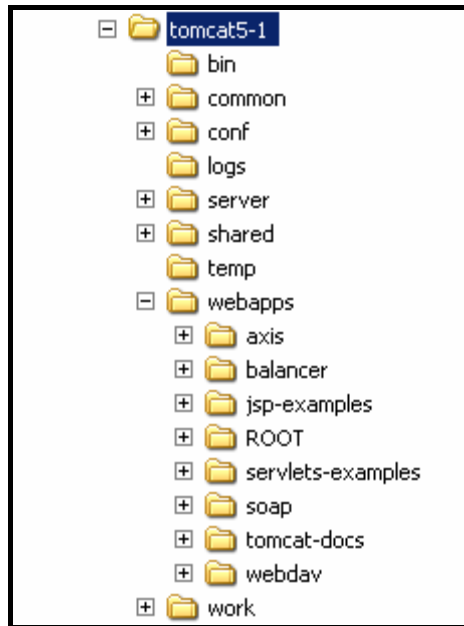 tomcat5-1
bin
common
conf
logs
server
shared
temp
webapps
axis
balancer
jsp-examples
ROOT
servlets-examples
soap
tomcat-docs
webdav
work